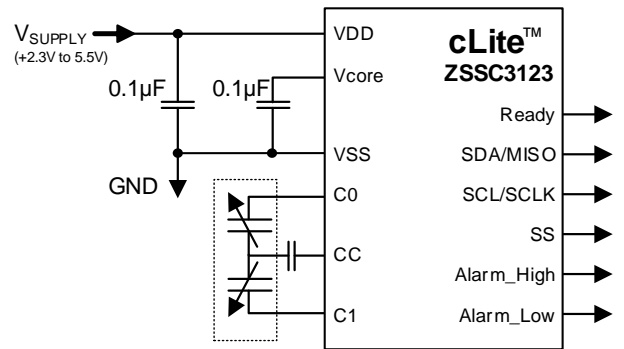 VSUPPLY
(+2.3V to 5.5V)
0.1µF
0.1µF
GND
VDD
Vcore
VSS
C0
CC
C1
cLite™
ZSSC3123
Ready
SDA/MISO
SCL/SCLK
SS
Alarm_High
Alarm_Low